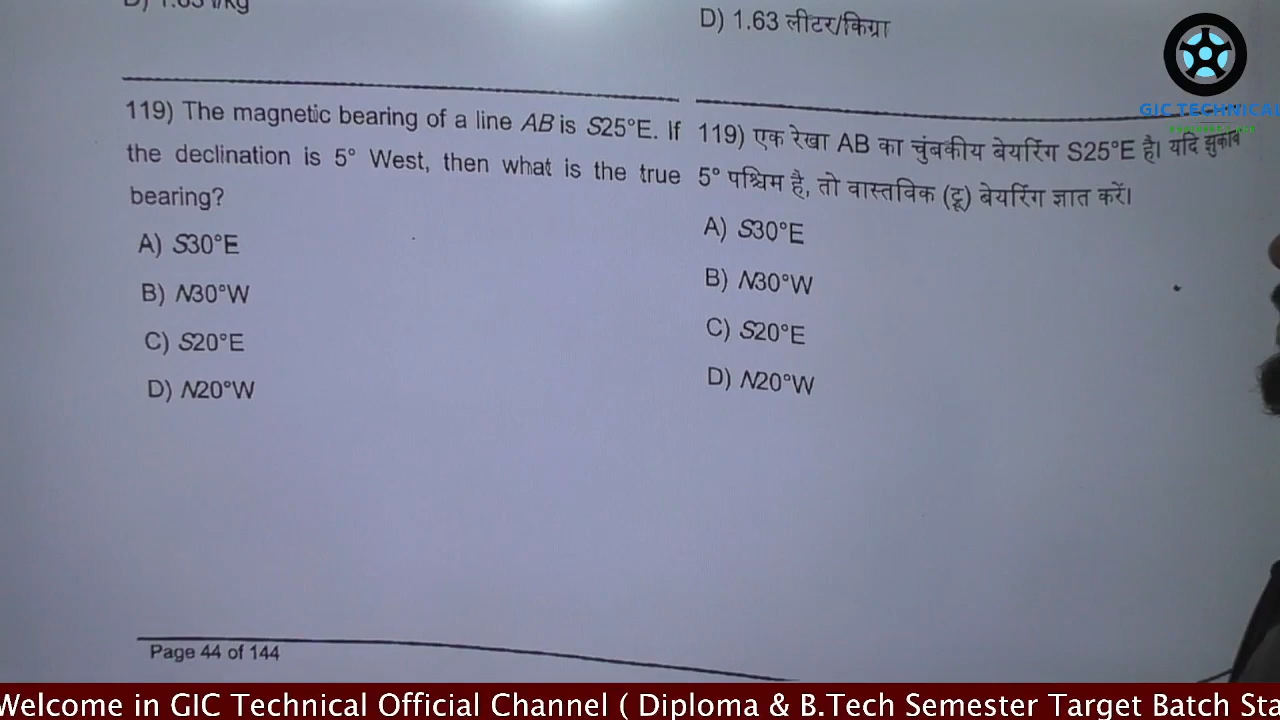 D) 1.63 l/kg
D) 1.63 लीटर/किग्रा
GIC TECHNICAL
119) The magnetic bearing of a line AB is S25°E. If
the declination is 5° West, then what is the true
bearing?
A) S30°E
B) N30°W
C) S20°E
D) N20°W
119) एक रेखा AB का चुंबकीय बेयरिंग S25°E है। यदि झुकाव
5° पश्चिम है, तो वास्तविक (ट्रू) बेयरिंग ज्ञात करें।
A) S30°E
B) N30°W
C) S20°E
D) N20°W
Page 44 of 144
Welcome in GIC Technical Official Channel ( Diploma & B.Tech Semester Target Batch Sta